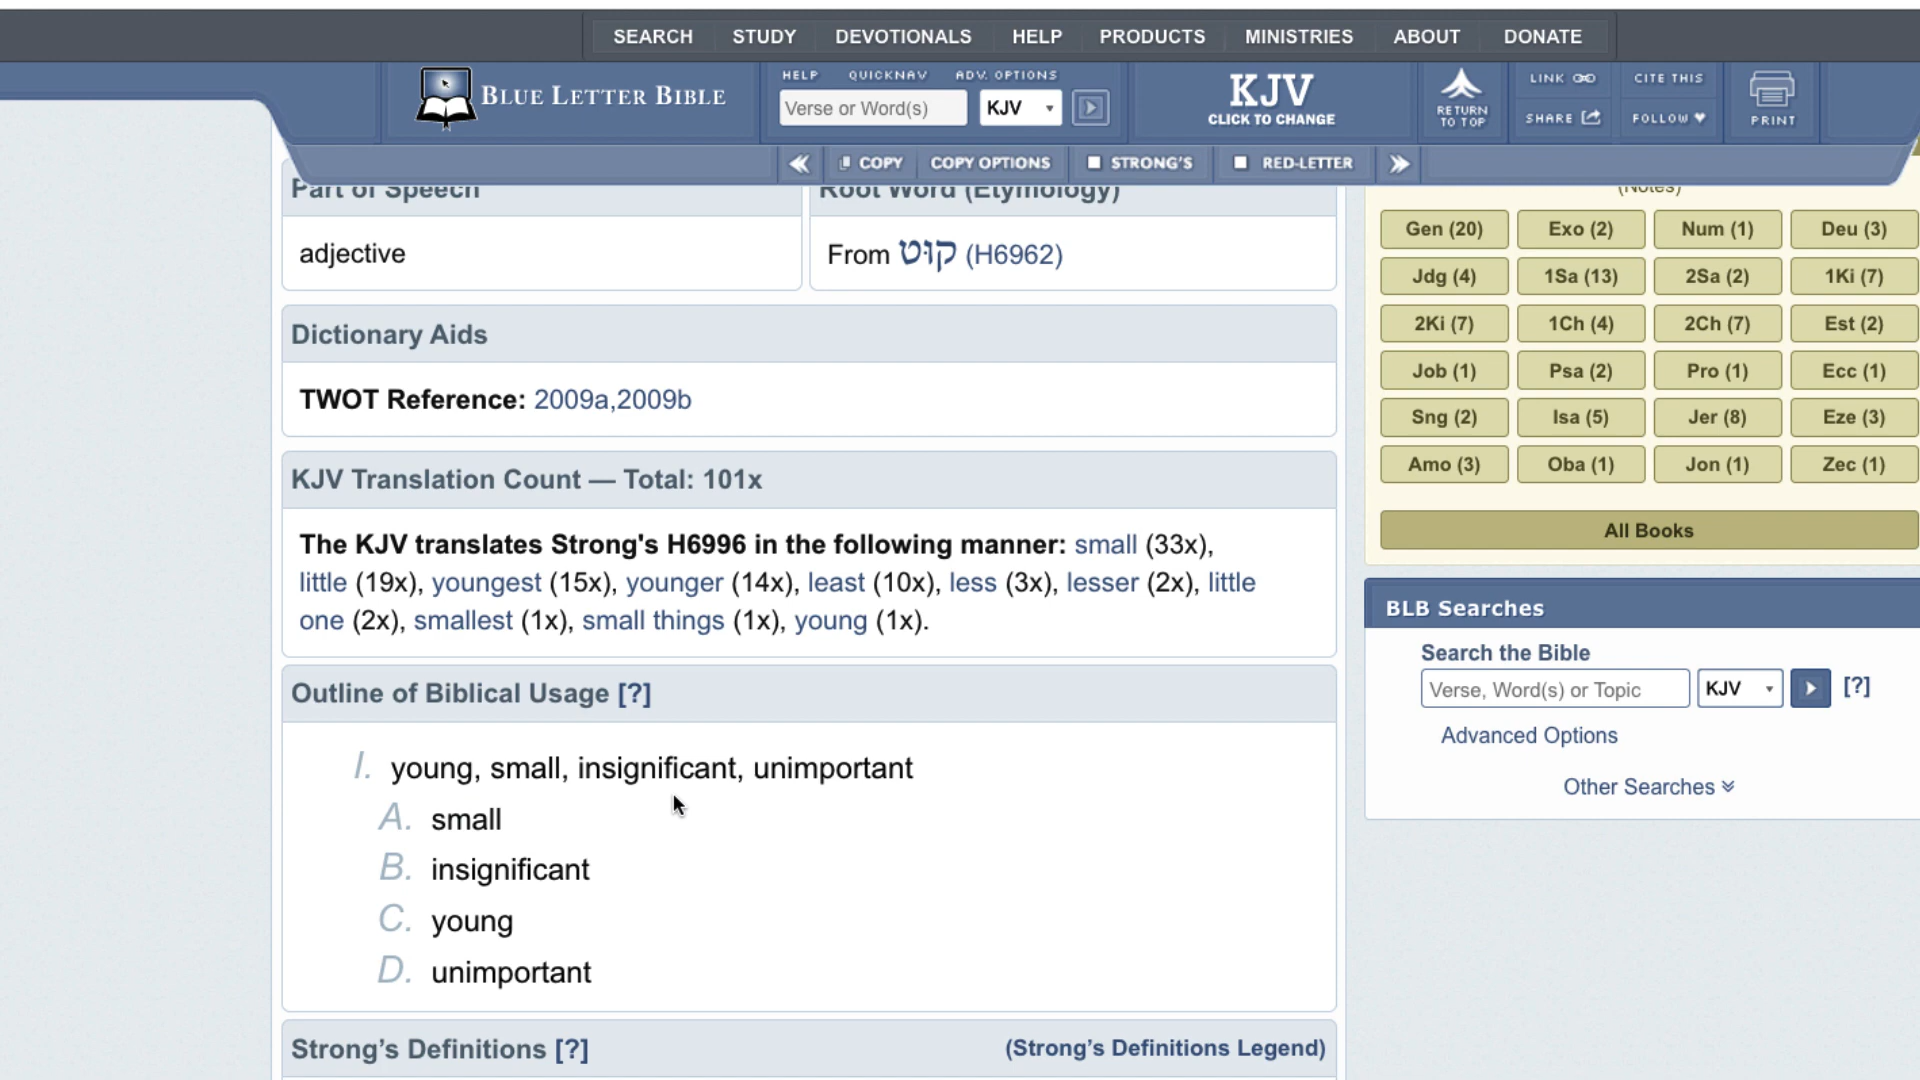 SEARCH STUDY DEVOTIONALS HELP PRODUCTS MINISTRIES ABOUT DONATE
BLUE LETTER BIBLE
HELP QUICKNAV ADV. OPTIONS
Verse or Word(s) KJV
KJV
CLICK TO CHANGE
RETURN
TO TOP
LINK
SHARE
CITE THIS
FOLLOW
PRINT
COPY COPY OPTIONS STRONG'S RED-LETTER
Part of Speech
adjective
Root Word (Etymology)
From קוּט (H6962)
Dictionary Aids
TWOT Reference: 2009a,2009b
KJV Translation Count — Total: 101x
The KJV translates Strong's H6996 in the following manner: small (33x),
little (19x), youngest (15x), younger (14x), least (10x), less (3x), lesser (2x), little
one (2x), smallest (1x), small things (1x), young (1x).
Outline of Biblical Usage [?]
I. young, small, insignificant, unimportant
A. small
B. insignificant
C. young
D. unimportant
Strong’s Definitions [?] (Strong’s Definitions Legend)
(Notes)
Gen (20) Exo (2) Num (1) Deu (3)
Jdg (4) 1Sa (13) 2Sa (2) 1Ki (7)
2Ki (7) 1Ch (4) 2Ch (7) Est (2)
Job (1) Psa (2) Pro (1) Ecc (1)
Sng (2) Isa (5) Jer (8) Eze (3)
Amo (3) Oba (1) Jon (1) Zec (1)
All Books
BLB Searches
Search the Bible
Verse, Word(s) or Topic KJV [?]
Advanced Options
Other Searches